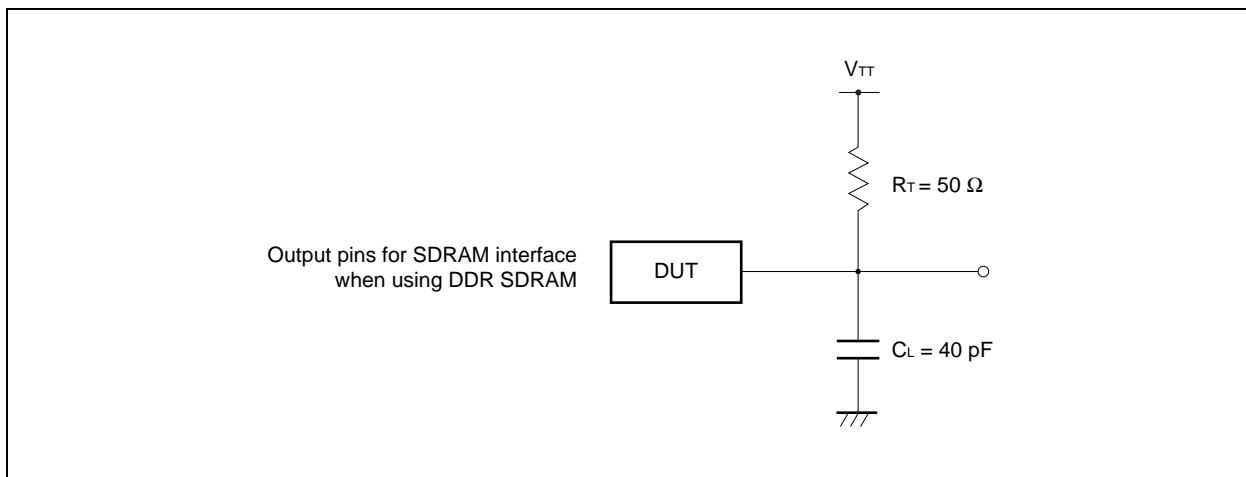 VTT
RT = 50 Ω
Output pins for SDRAM interface
when using DDR SDRAM
DUT
CL = 40 pF